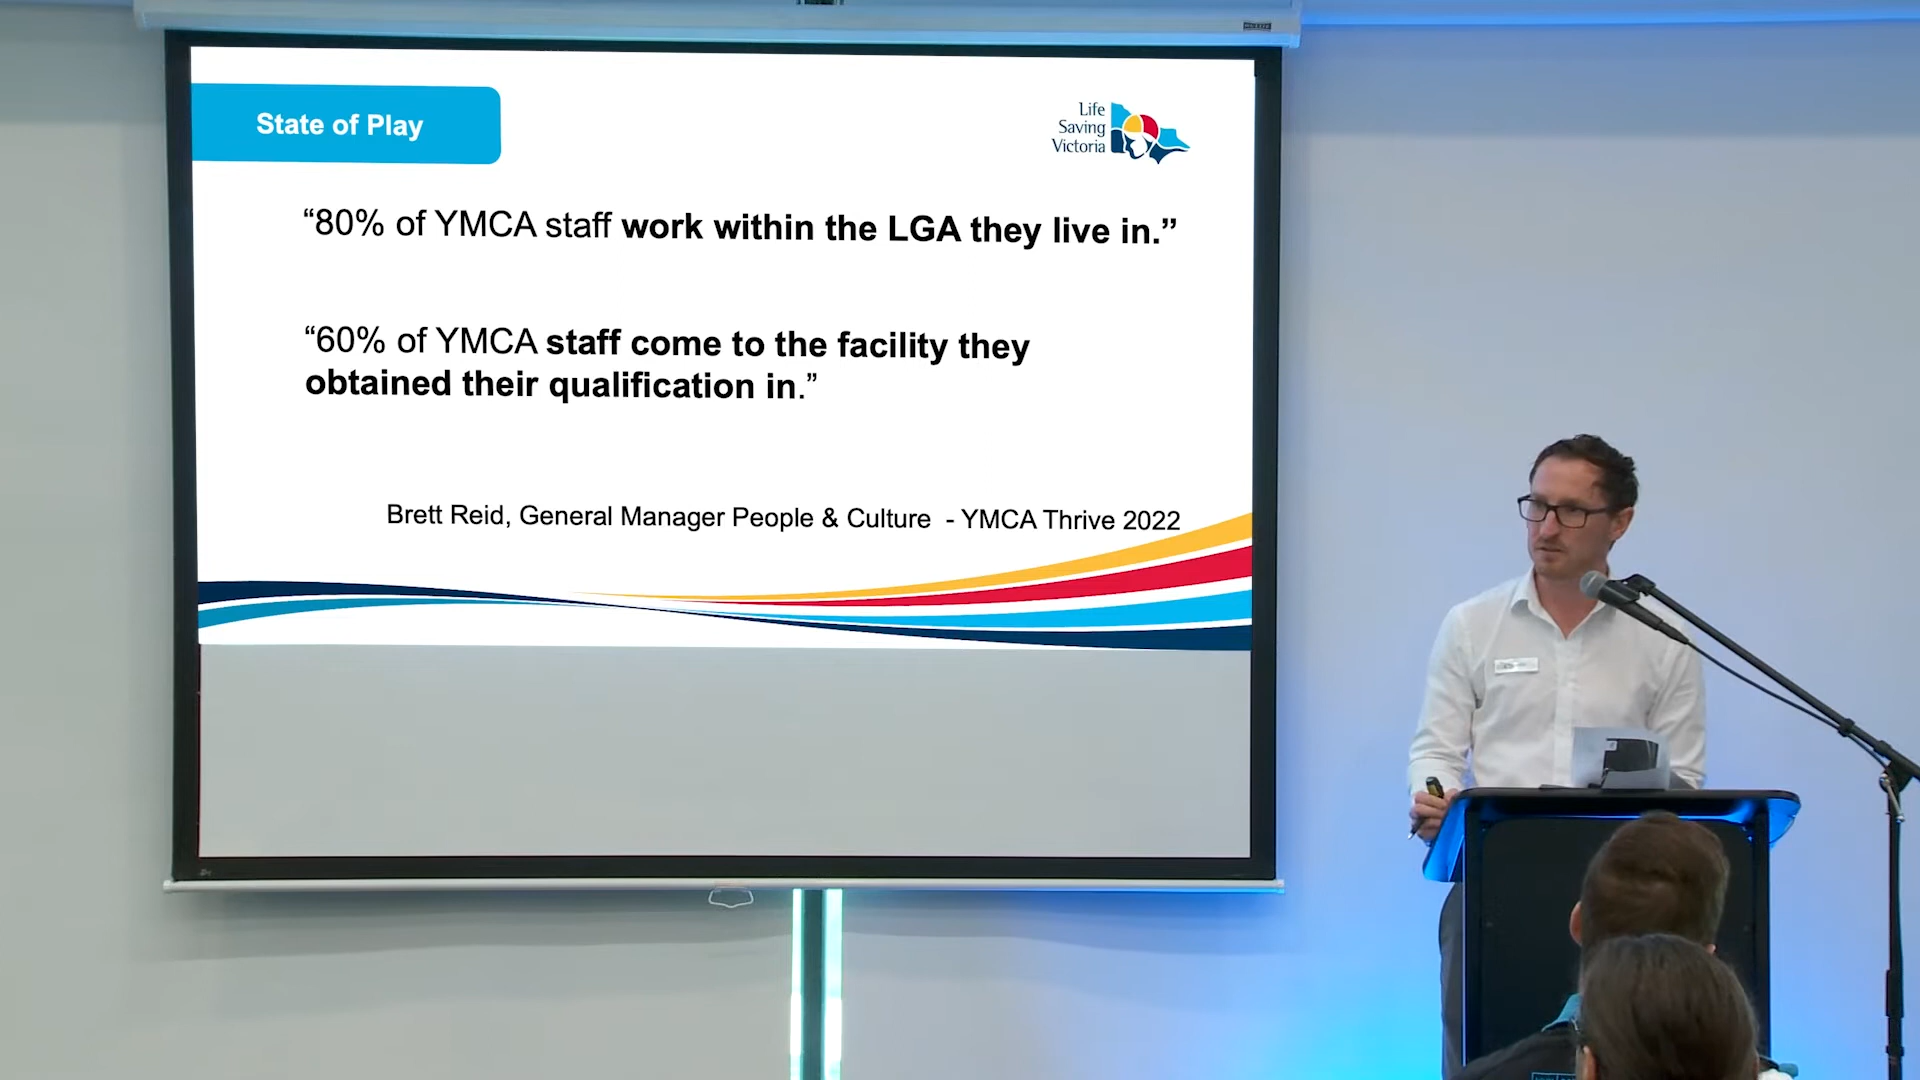 State of Play
Life
Saving
Victoria
“80% of YMCA staff work within the LGA they live in.”
“60% of YMCA staff come to the facility they
obtained their qualification in.”
Brett Reid, General Manager People & Culture - YMCA Thrive 2022